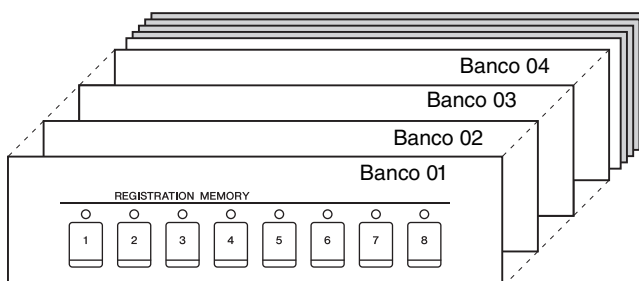 Banco 04
Banco 03
Banco 02
Banco 01
REGISTRATION MEMORY
1 2 3 4 5 6 7 8